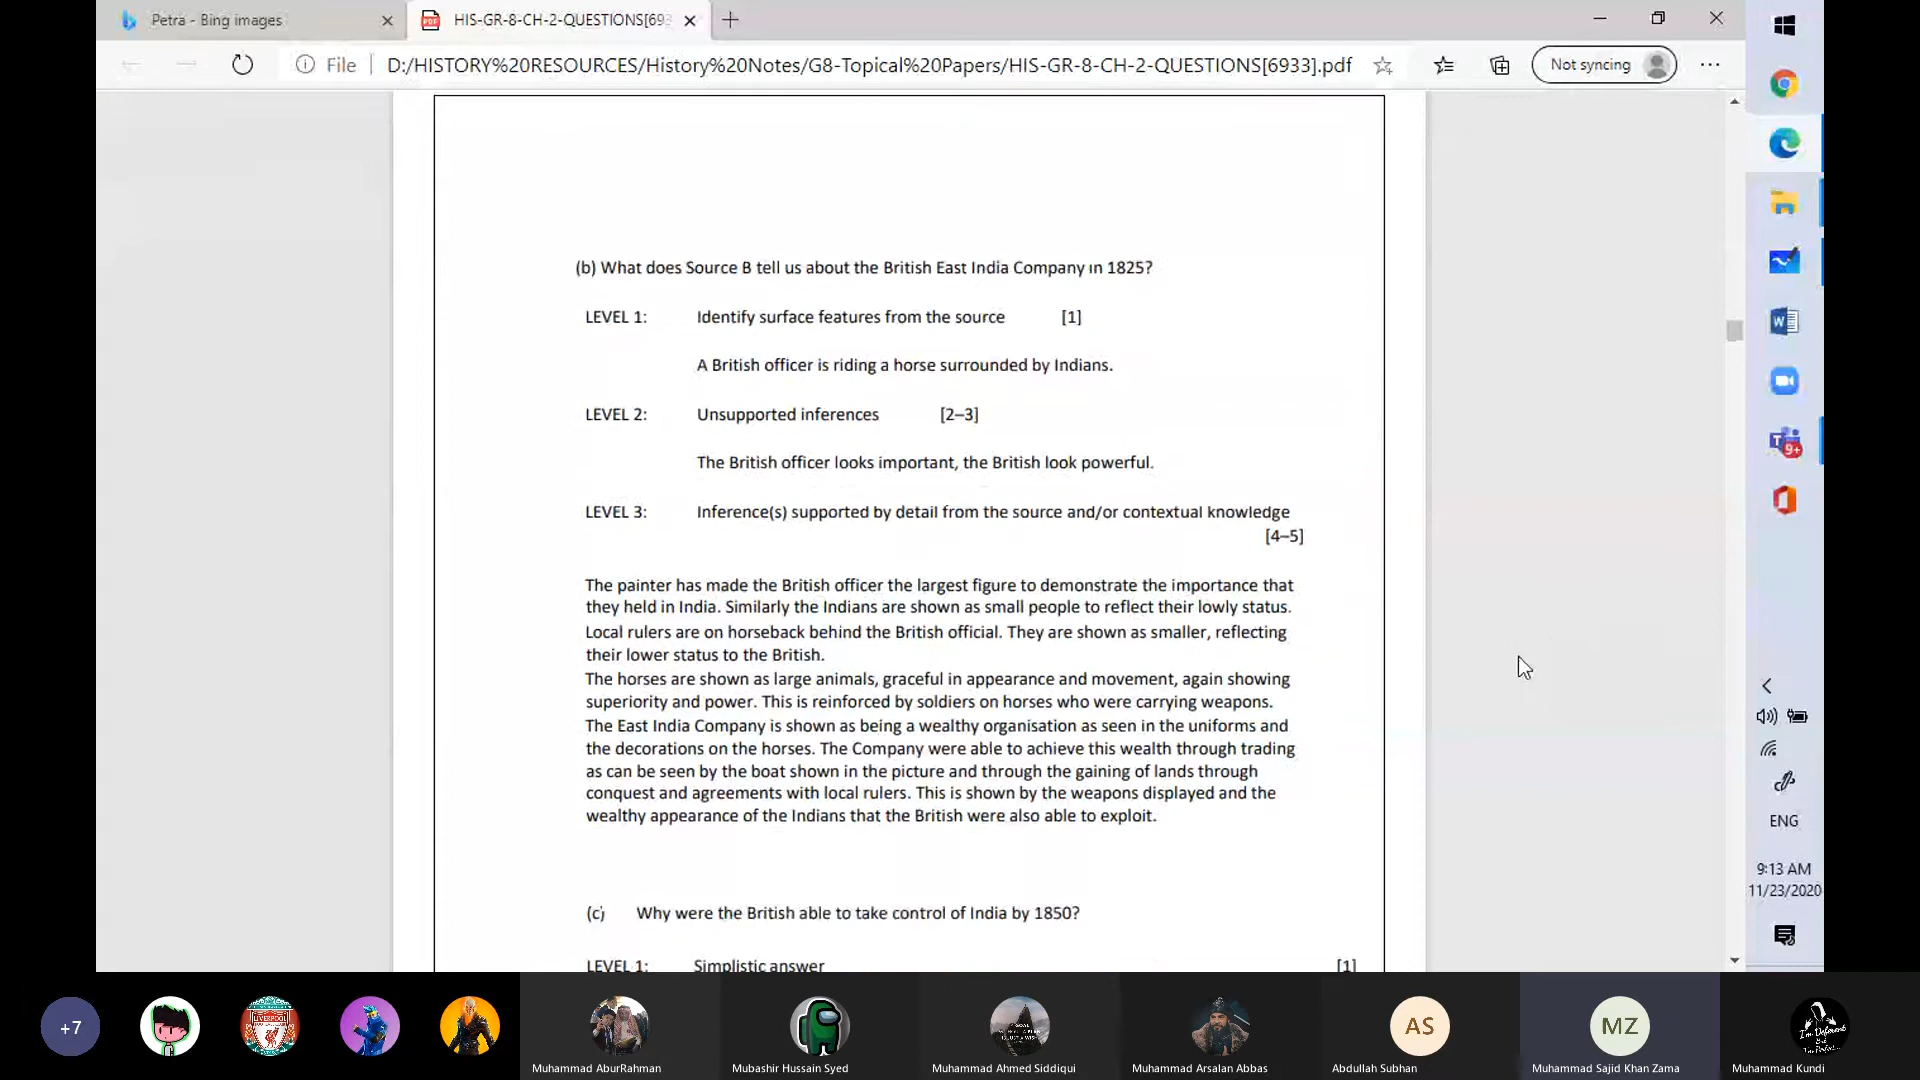 Petra - Bing images
HIS-GR-8-CH-2-QUESTIONS[693
File
D:/HISTORY%20RESOURCES/History%20Notes/G8-Topical%20Papers/HIS-GR-8-CH-2-QUESTIONS[6933].pdf
Not syncing
(b) What does Source B tell us about the British East India Company in 1825?
LEVEL 1: Identify surface features from the source [1]
A British officer is riding a horse surrounded by Indians.
LEVEL 2: Unsupported inferences [2–3]
The British officer looks important, the British look powerful.
LEVEL 3: Inference(s) supported by detail from the source and/or contextual knowledge
[4–5]
The painter has made the British officer the largest figure to demonstrate the importance that
they held in India. Similarly the Indians are shown as small people to reflect their lowly status.
Local rulers are on horseback behind the British official. They are shown as smaller, reflecting
their lower status to the British.
The horses are shown as large animals, graceful in appearance and movement, again showing
superiority and power. This is reinforced by soldiers on horses who were carrying weapons.
The East India Company is shown as being a wealthy organisation as seen in the uniforms and
the decorations on the horses. The Company were able to achieve this wealth through trading
as can be seen by the boat shown in the picture and through the gaining of lands through
conquest and agreements with local rulers. This is shown by the weapons displayed and the
wealthy appearance of the Indians that the British were also able to exploit.
(c) Why were the British able to take control of India by 1850?
LEVEL 1: Simplistic answer [1]
9+
ENG
9:13 AM
11/23/2020
+7
LIVERPOOL
AS
MZ
Muhammad AburRahman
Mubashir Hussain Syed
Muhammad Ahmed Siddiqui
Muhammad Arsalan Abbas
Abdullah Subhan
Muhammad Sajid Khan Zama
Muhammad Kundi